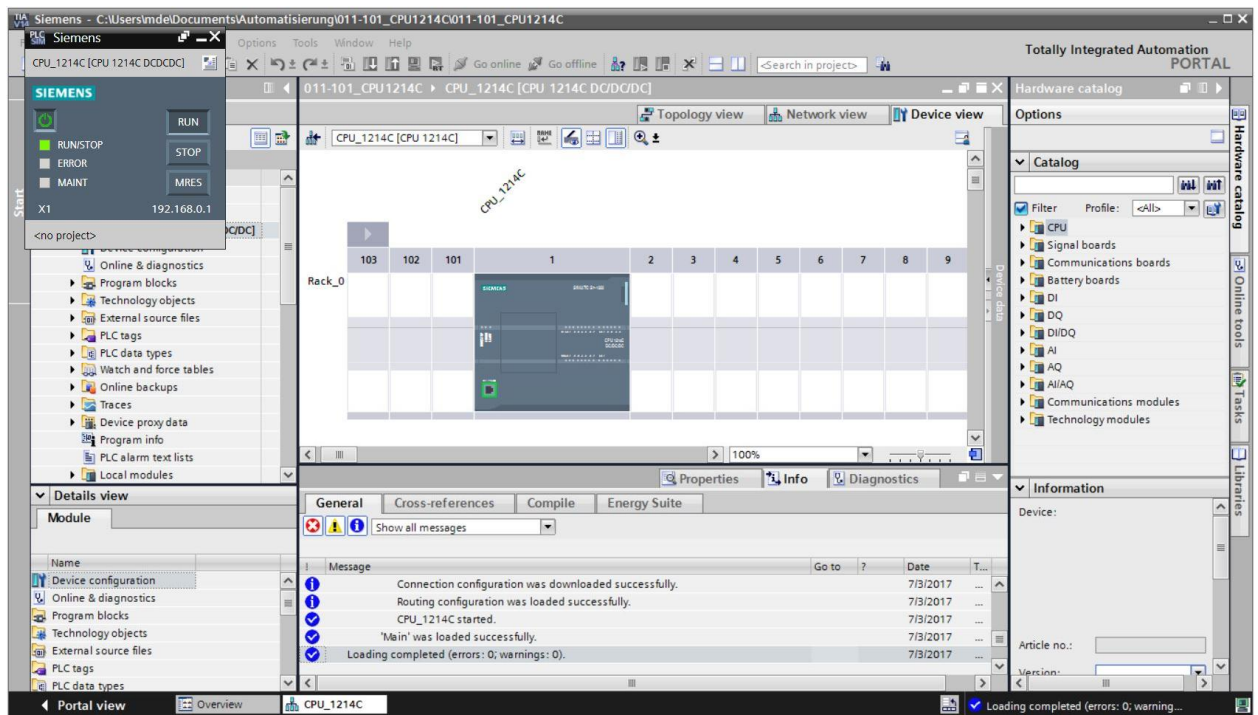 Siemens - C:\Users\mde\Documents\Automatisierung\011-101_CPU1214C\011-101_CPU1214C
Options Tools Window Help
Go online Go offline <Search in project>
Totally Integrated Automation
PORTAL
PLC SIM Siemens
CPU_1214C [CPU 1214C DCDCDC]
SIEMENS
RUN
RUN/STOP
STOP
ERROR
MAINT
MRES
X1 192.168.0.1
<no project>
Start
DC/DC]
Online & diagnostics
Program blocks
Technology objects
External source files
PLC tags
PLC data types
Watch and force tables
Online backups
Traces
Device proxy data
Program info
PLC alarm text lists
Local modules
Details view
Module
Name
Device configuration
Online & diagnostics
Program blocks
Technology objects
External source files
PLC tags
PLC data types
011-101_CPU1214C CPU_1214C [CPU 1214C DC/DC/DC]
Topology view Network view Device view
CPU_1214C [CPU 1214C]
CPU_1214C
103 102 101 1 2 3 4 5 6 7 8 9
Rack_0
SIEMENS
Device data
100%
Properties Info Diagnostics
General Cross-references Compile Energy Suite
Show all messages
! Message Go to ? Date T...
Connection configuration was downloaded successfully. 7/3/2017 ...
Routing configuration was loaded successfully. 7/3/2017 ...
CPU_1214C started. 7/3/2017 ...
'Main' was loaded successfully. 7/3/2017 ...
Loading completed (errors: 0; warnings: 0). 7/3/2017 ...
Hardware catalog
Options
Catalog
Filter Profile: <All>
CPU
Signal boards
Communications boards
Battery boards
DI
DQ
DI/DQ
AI
AQ
AI/AQ
Communications modules
Technology modules
Information
Device:
Article no.:
Version:
Hardware catalog
Online tools
Tasks
Libraries
Portal view Overview CPU_1214C Loading completed (errors: 0; warning...